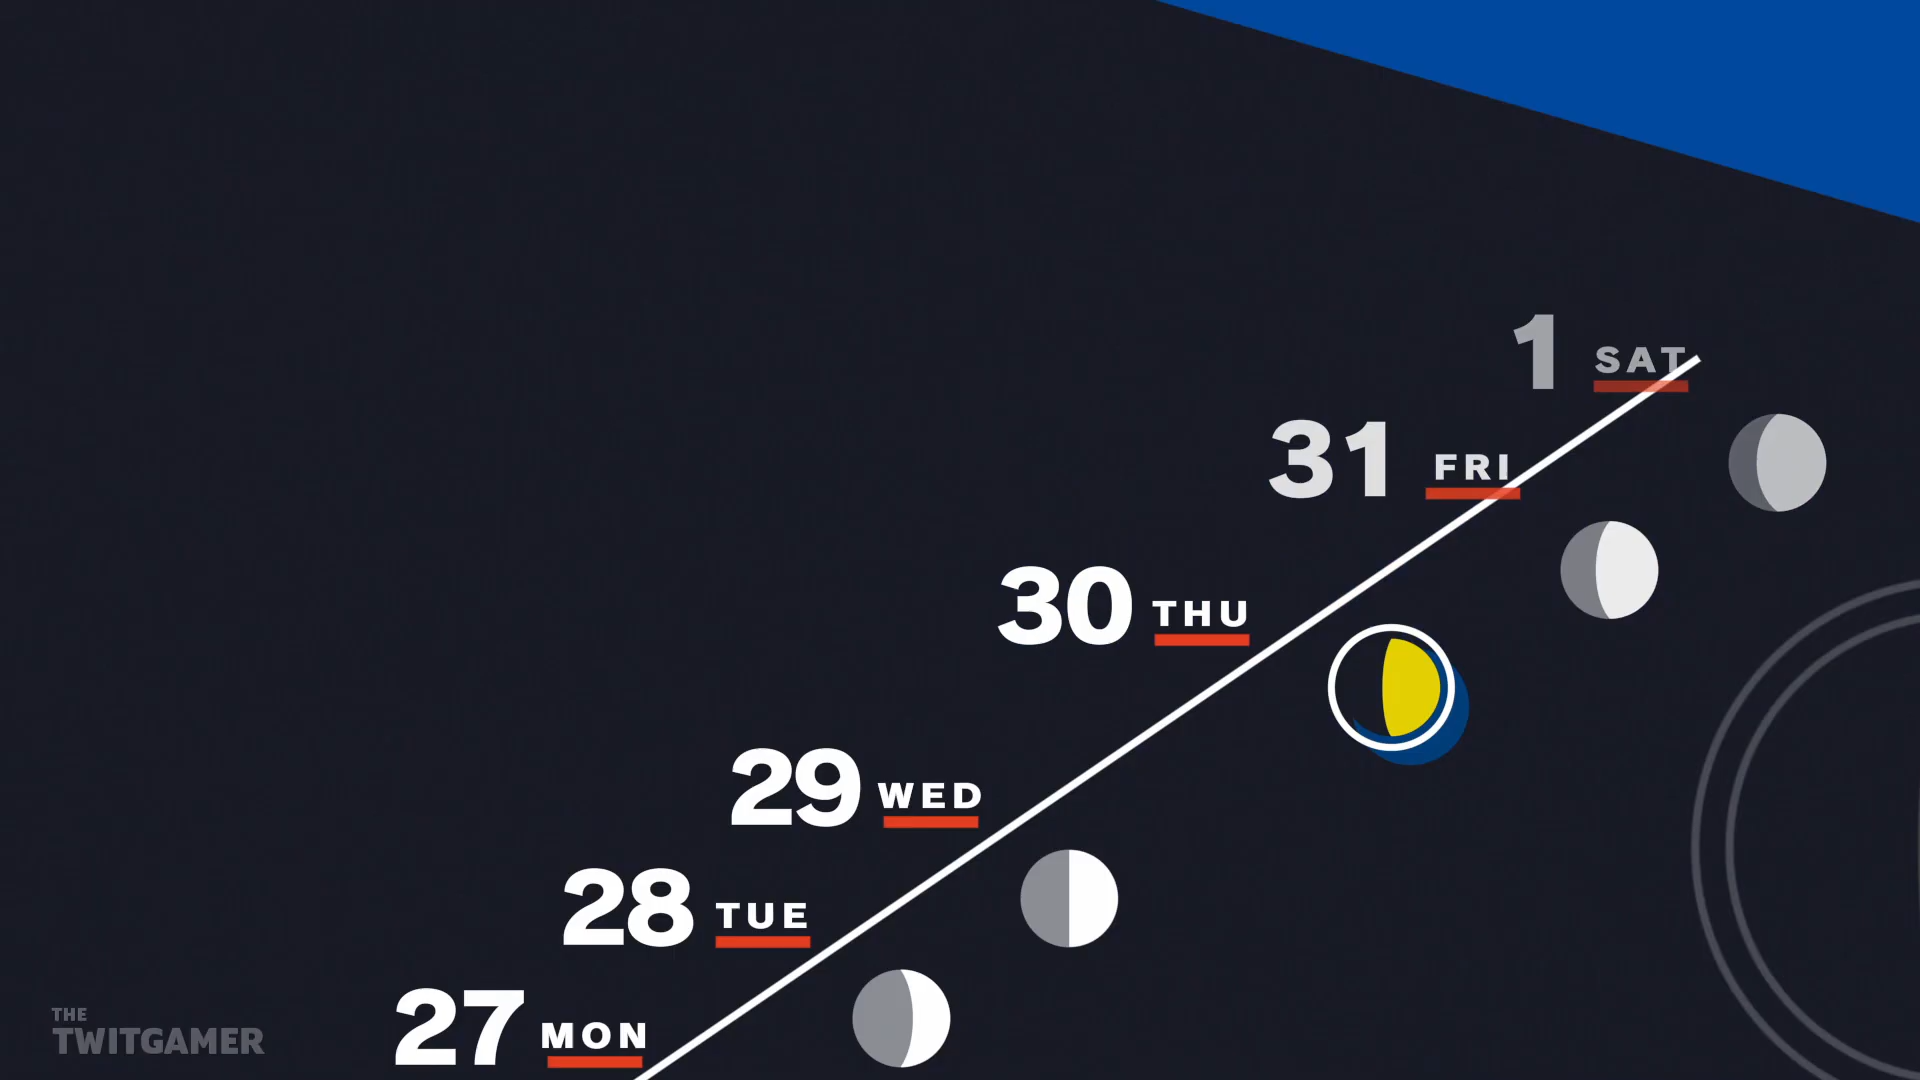 1 SAT
31 FRI
30 THU
29 WED
28 TUE
27 MON
THE
TWITGAMER